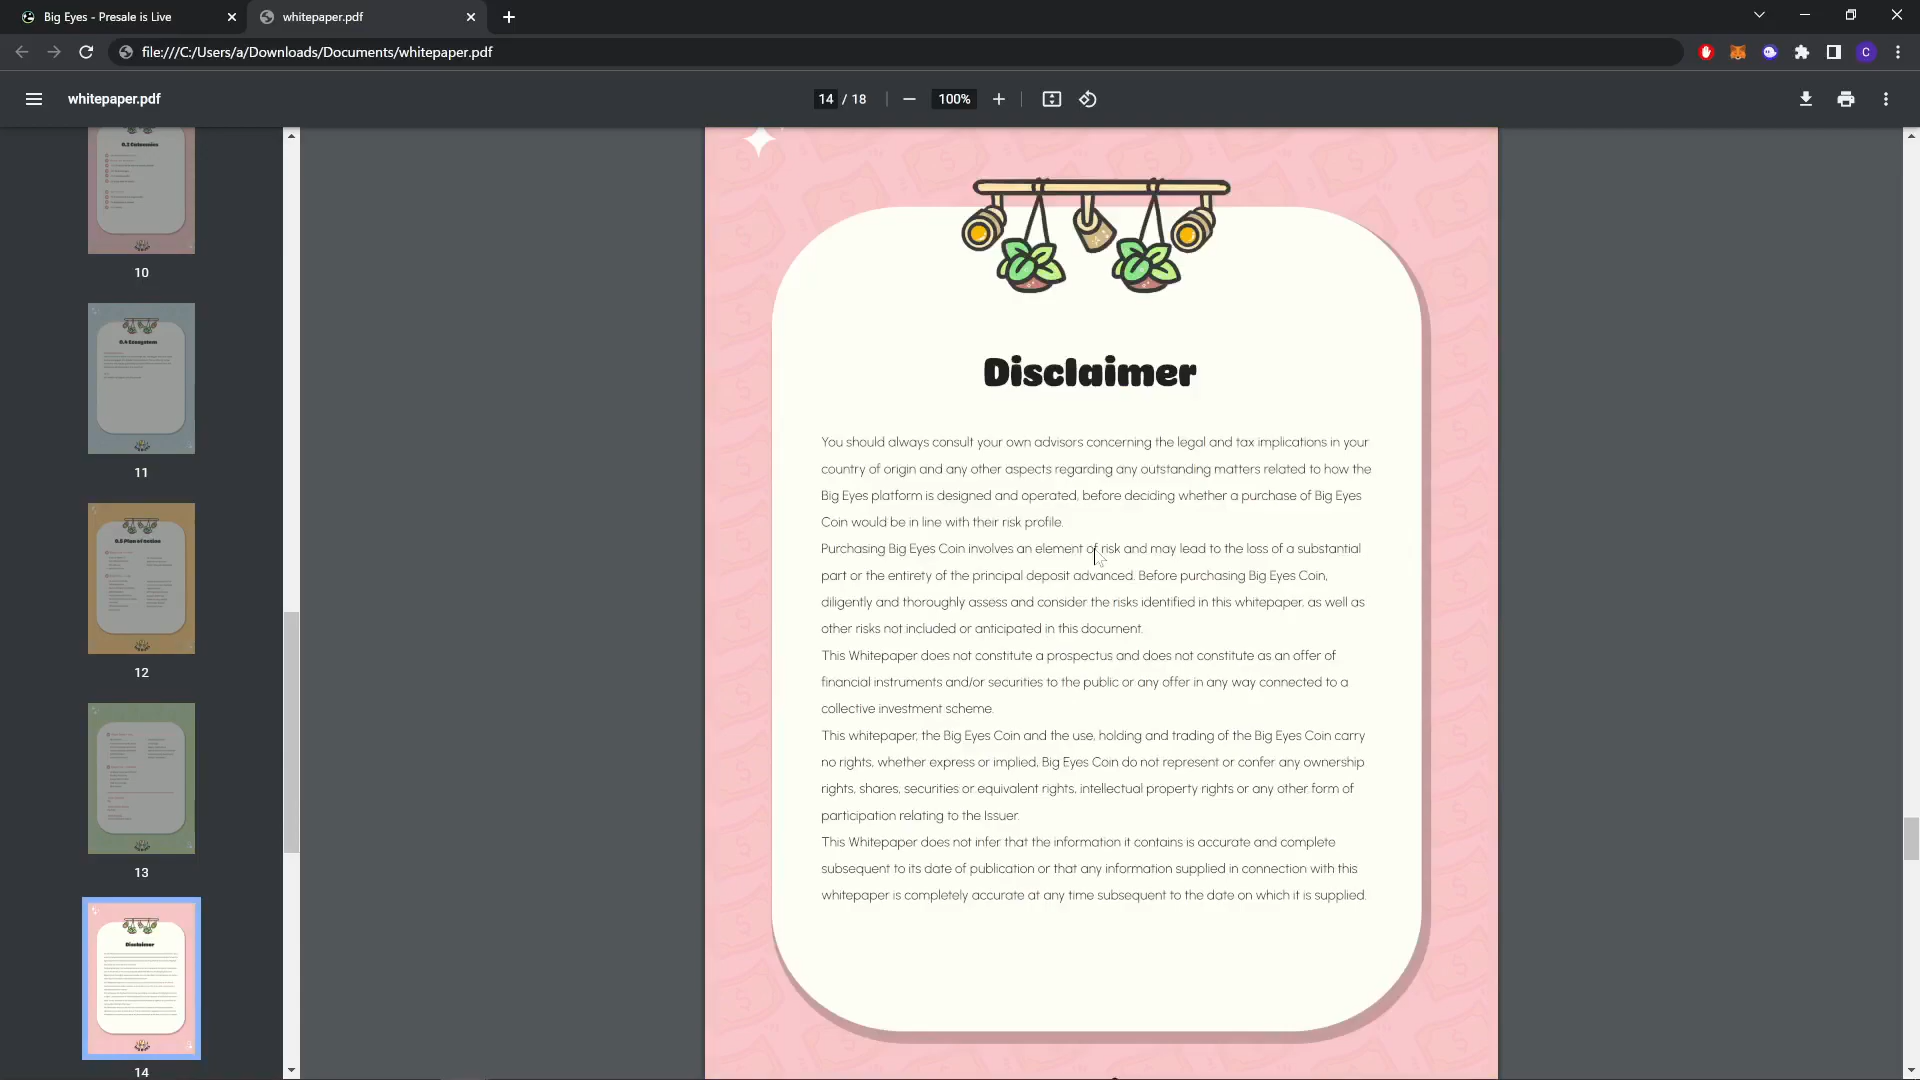 Big Eyes - Presale is Live
whitepaper.pdf
file:///C:/Users/a/Downloads/Documents/whitepaper.pdf
C
whitepaper.pdf
14 / 18
100%
0.4 Ecosystem
0.5 Plan of Action
Disclaimer
10
11
12
13
14
Disclaimer
You should always consult your own advisors concerning the legal and tax implications in your
country of origin and any other aspects regarding any outstanding matters related to how the
Big Eyes platform is designed and operated, before deciding whether a purchase of Big Eyes
Coin would be in line with their risk profile.
Purchasing Big Eyes Coin involves an element of risk and may lead to the loss of a substantial
part or the entirety of the principal deposit advanced. Before purchasing Big Eyes Coin,
diligently and thoroughly assess and consider the risks identified in this whitepaper, as well as
other risks not included or anticipated in this document.
This Whitepaper does not constitute a prospectus and does not constitute as an offer of
financial instruments and/or securities to the public or any offer in any way connected to a
collective investment scheme.
This whitepaper, the Big Eyes Coin and the use, holding and trading of the Big Eyes Coin carry
no rights, whether express or implied, Big Eyes Coin do not represent or confer any ownership
rights, shares, securities or equivalent rights, intellectual property rights or any other form of
participation relating to the Issuer.
This Whitepaper does not infer that the information it contains is accurate and complete
subsequent to its date of publication or that any information supplied in connection with this
whitepaper is completely accurate at any time subsequent to the date on which it is supplied.